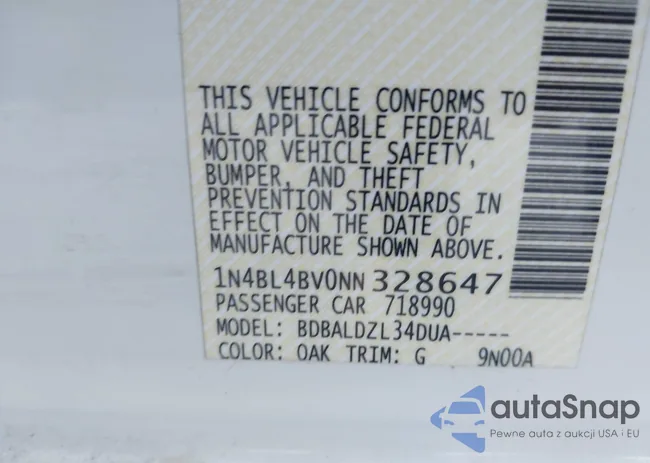 THIS VEHICLE CONFORMS TO
ALL APPLICABLE FEDERAL
MOTOR VEHICLE SAFETY,
BUMPER, AND THEFT
PREVENTION STANDARDS IN
EFFECT ON THE DATE OF
MANUFACTURE SHOWN ABOVE.
1N4BL4BV0NN328647
PASSENGER CAR 718990
MODEL: BDBALDZL34DUA-----
COLOR: OAK TRIM: G 9N00A
autaSnap
Pewne auta z aukcji USA i EU